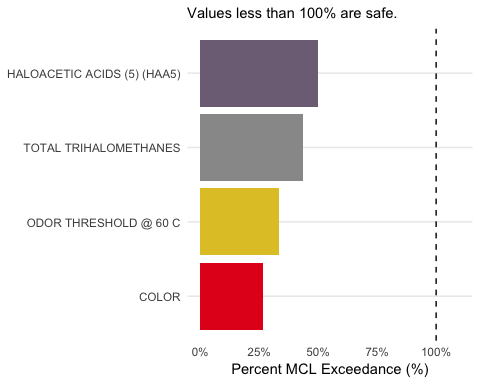 Values less than 100% are safe.
HALOACETIC ACIDS (5) (HAA5)
TOTAL TRIHALOMETHANES
ODOR THRESHOLD @ 60 C
COLOR
0% 25% 50% 75% 100%
Percent MCL Exceedance (%)